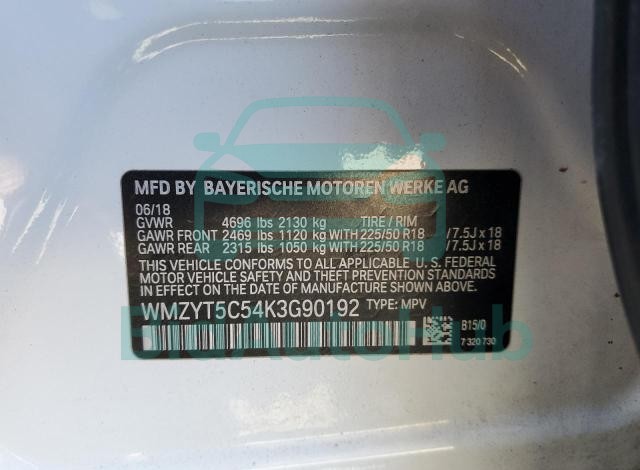 MFD BY BAYERISCHE MOTOREN WERKE AG
06/18
GVWR 4696 lbs 2130 kg TIRE / RIM
GAWR FRONT 2469 lbs 1120 kg WITH 225/50 R18 /7.5J x 18
GAWR REAR 2315 lbs 1050 kg WITH 225/50 R18 /7.5J x 18
THIS VEHICLE CONFORMS TO ALL APPLICABLE U. S. FEDERAL
MOTOR VEHICLE SAFETY AND THEFT PREVENTION STANDARDS
IN EFFECT ON THE DATE OF MANUFACTURE SHOWN ABOVE.
WMZYT5C54K3G90192 TYPE: MPV
B15/0
7 320 730
BidAutoHub